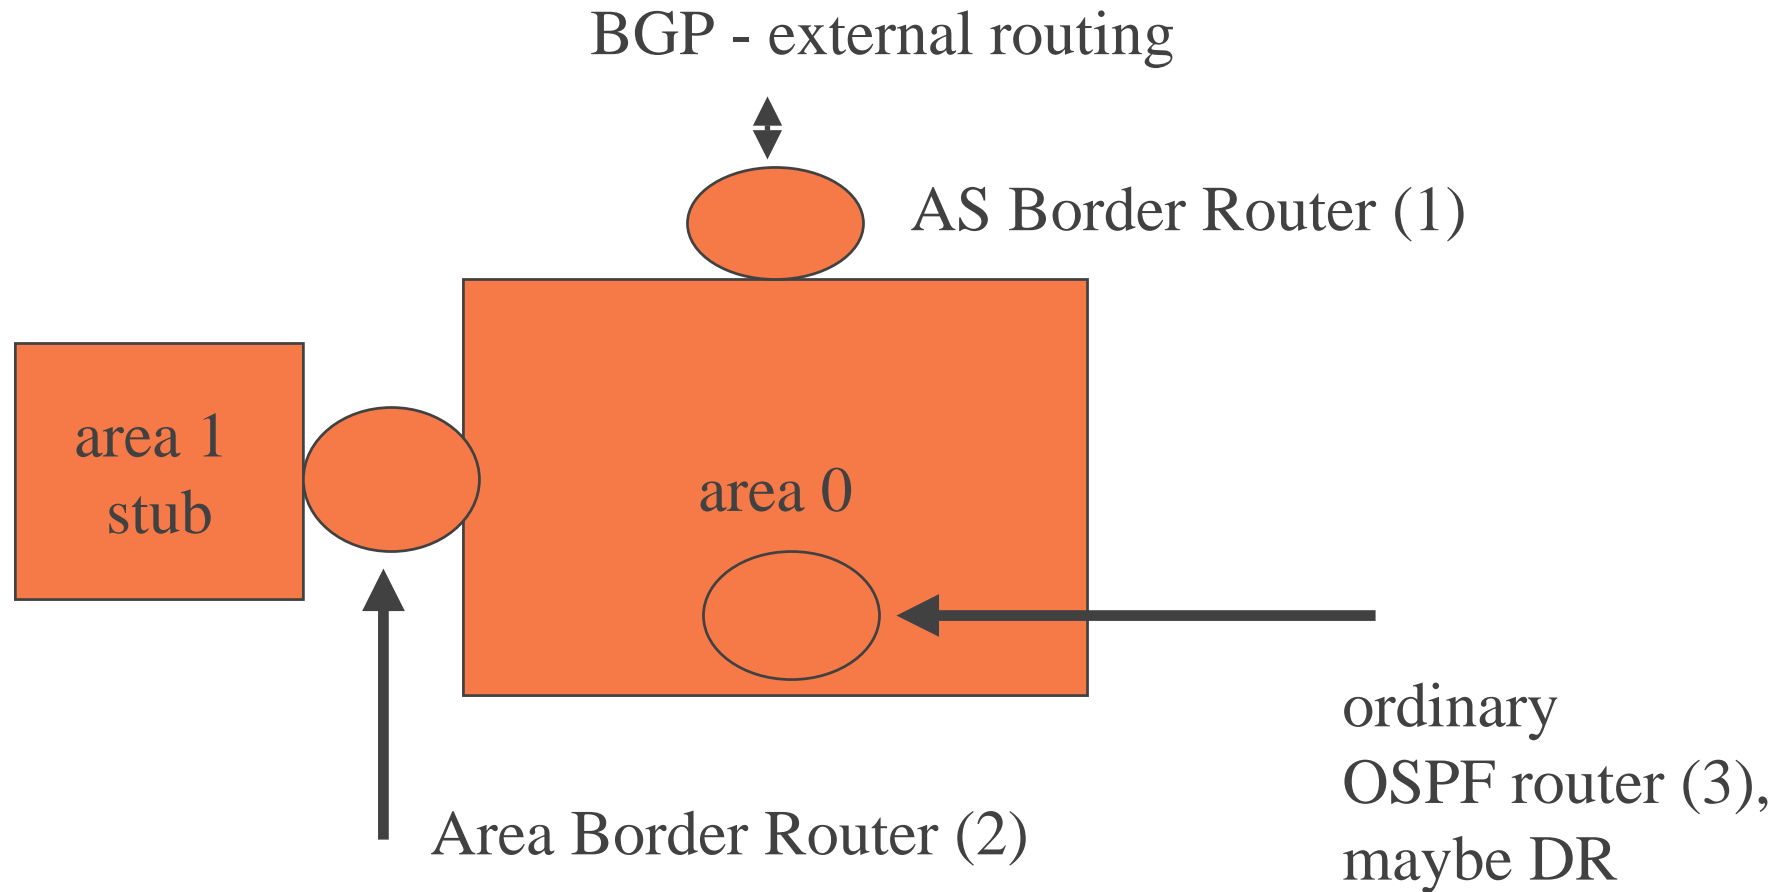 BGP - external routing
AS Border Router (1)
area 1
stub
area 0
ordinary
OSPF router (3),
maybe DR
Area Border Router (2)